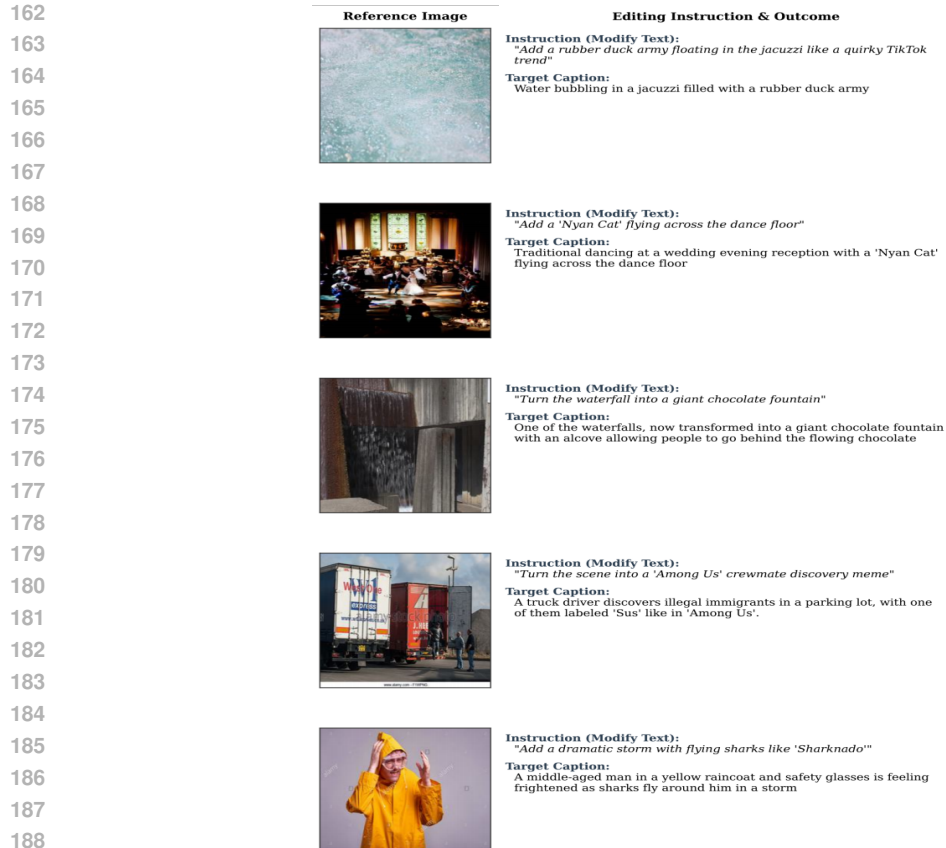 162
163
164
165
166
167
168
169
170
171
172
173
174
175
176
177
178
179
180
181
182
183
184
185
186
187
188
Reference Image
Editing Instruction & Outcome
Instruction (Modify Text):
"Add a rubber duck army floating in the jacuzzi like a quirky TikTok
trend"
Target Caption:
Water bubbling in a jacuzzi filled with a rubber duck army
Instruction (Modify Text):
"Add a 'Nyan Cat' flying across the dance floor"
Target Caption:
Traditional dancing at a wedding evening reception with a 'Nyan Cat'
flying across the dance floor
Instruction (Modify Text):
"Turn the waterfall into a giant chocolate fountain"
Target Caption:
One of the waterfalls, now transformed into a giant chocolate fountain
with an alcove allowing people to go behind the flowing chocolate
Instruction (Modify Text):
"Turn the scene into a 'Among Us' crewmate discovery meme"
Target Caption:
A truck driver discovers illegal immigrants in a parking lot, with one
of them labeled 'Sus' like in 'Among Us'.
express
Instruction (Modify Text):
"Add a dramatic storm with flying sharks like 'Sharknado'"
Target Caption:
A middle-aged man in a yellow raincoat and safety glasses is feeling
frightened as sharks fly around him in a storm